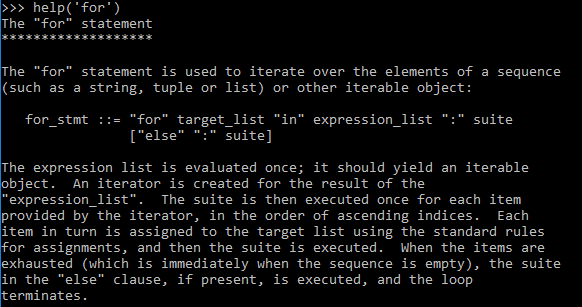 >>> help('for')
The "for" statement
*******************
The "for" statement is used to iterate over the elements of a sequence
(such as a string, tuple or list) or other iterable object:
for_stmt ::= "for" target_list "in" expression_list ":" suite
["else" ":" suite]
The expression list is evaluated once; it should yield an iterable
object.  An iterator is created for the result of the
"expression_list".  The suite is then executed once for each item
provided by the iterator, in the order of ascending indices.  Each
item in turn is assigned to the target list using the standard rules
for assignments, and then the suite is executed.  When the items are
exhausted (which is immediately when the sequence is empty), the suite
in the "else" clause, if present, is executed, and the loop
terminates.